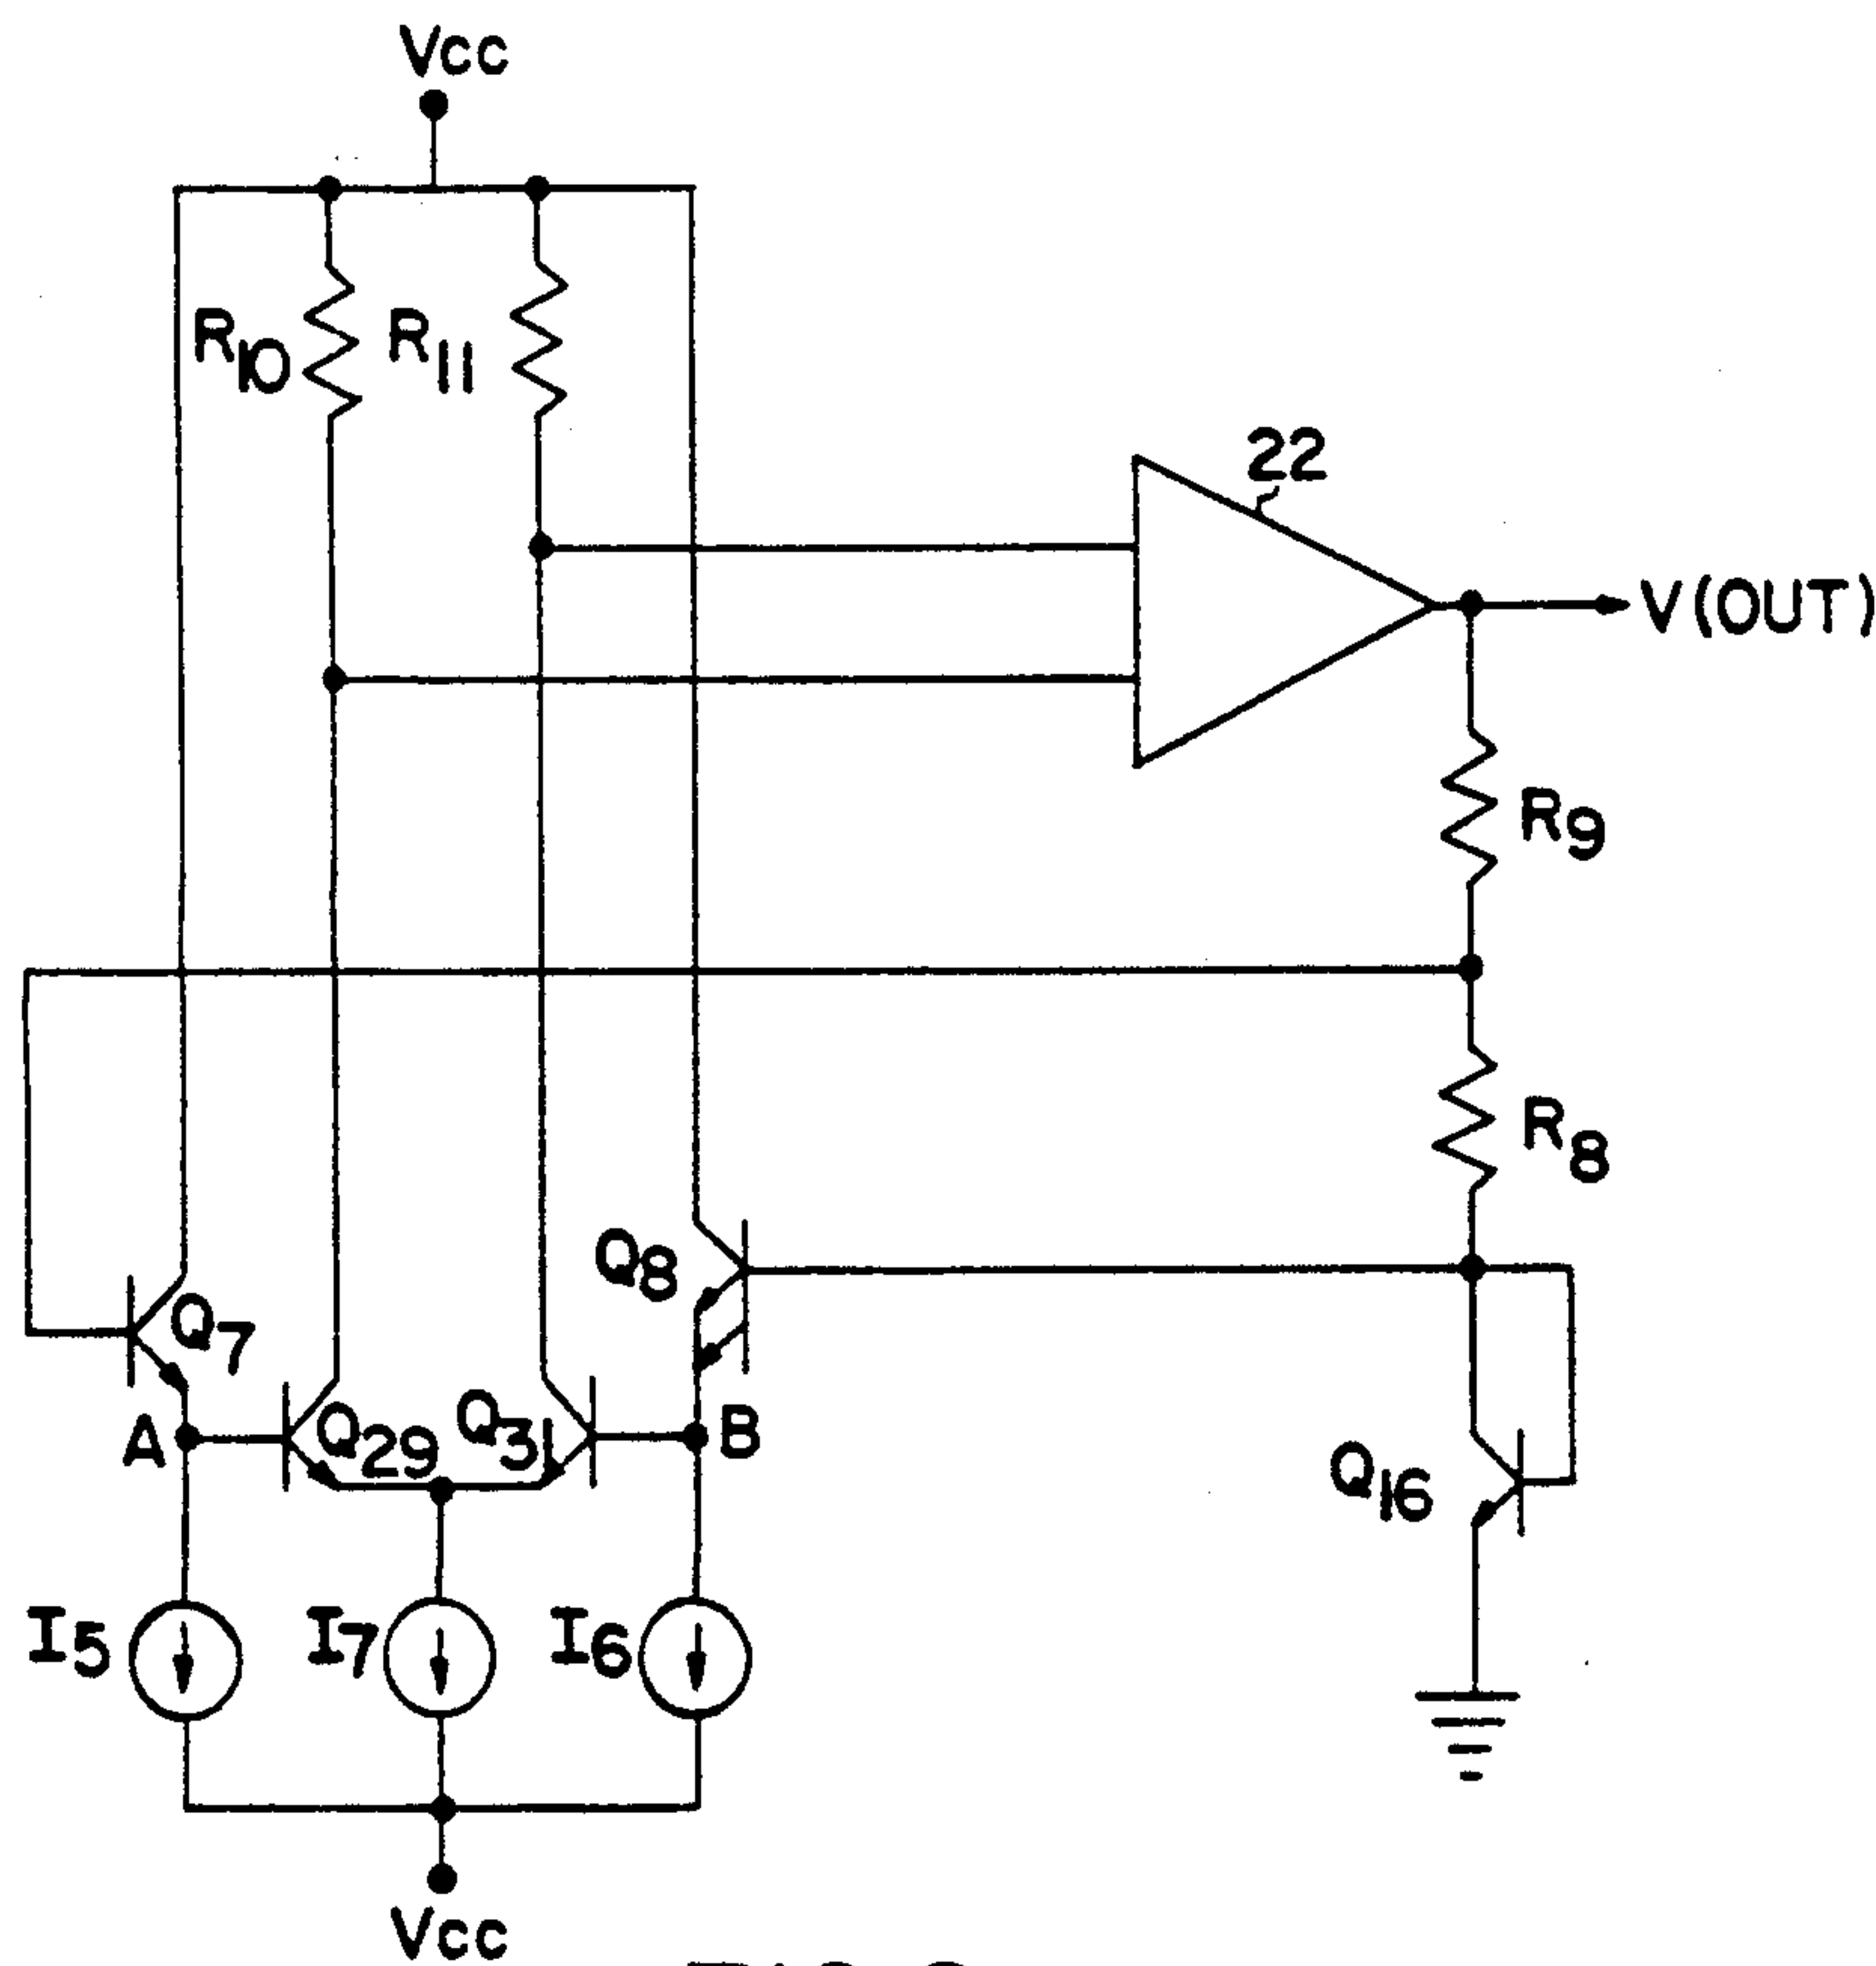 Vcc
R10
R11
22
V(OUT)
R9
R8
Q8
Q7
A
Q29
Q31
B
Q16
I5
I7
I6
Vcc